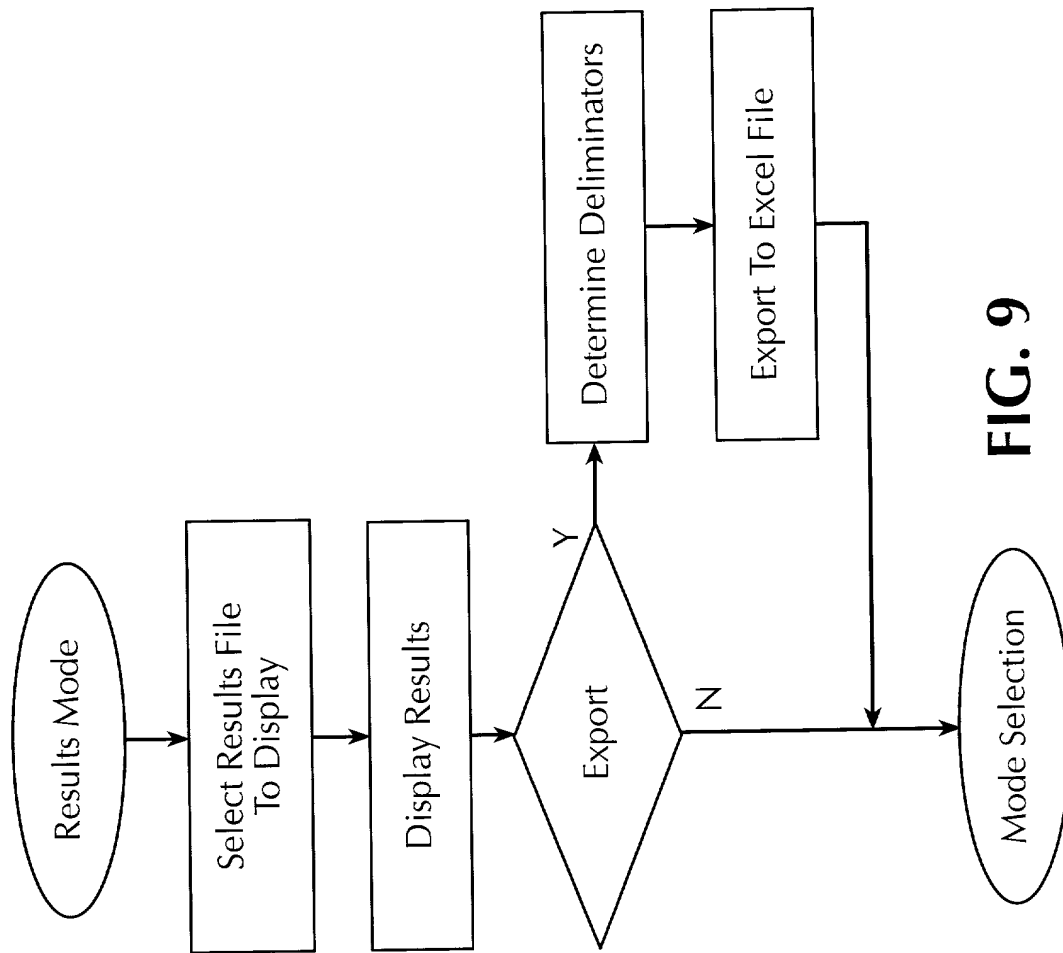 Results Mode
Select Results File
To Display
Display Results
Export
Y
N
Determine Deliminators
Export To Excel File
Mode Selection
FIG. 9